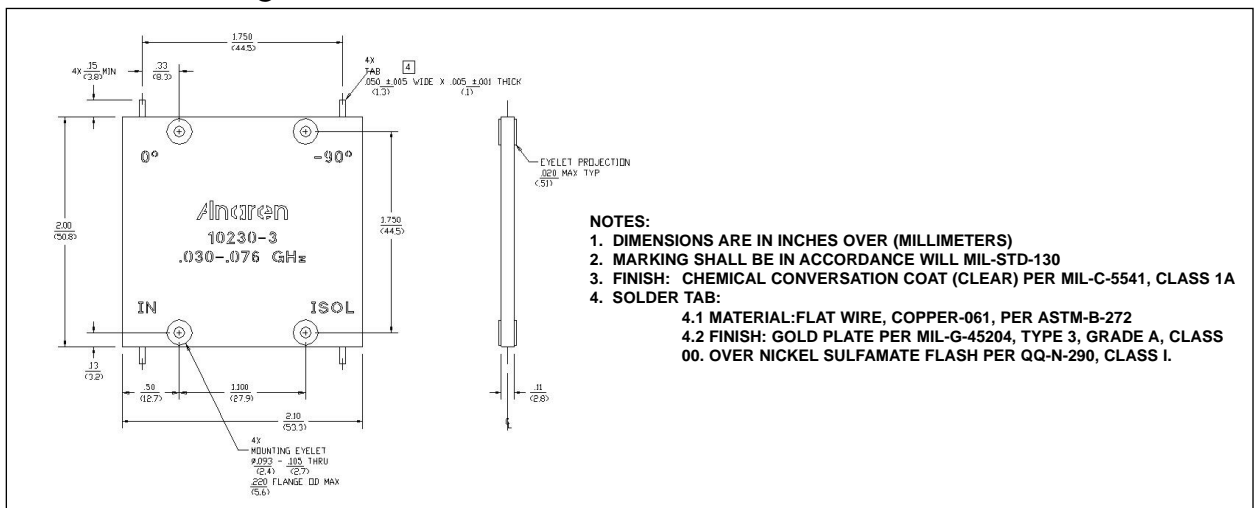 1.750
(44.5)
4X .15 MIN
(3.8)
.33
(8.3)
4X
TAB 4
.050 ±.005 WIDE X .005 ±.001 THICK
(1.3) (.1)
0°
-90°
EYELET PROJECTION
.020 MAX TYP
(.51)
Anaren
10230-3
.030-.076 GHz
2.00
(50.8)
1.750
(44.5)
IN
ISOL
.13
(3.2)
.50
(12.7)
1.100
(27.9)
2.10
(53.3)
.11
(2.8)
4X
MOUNTING EYELET
Ø.093 - .105 THRU
(2.4) (2.7)
.220 FLANGE OD MAX
(5.6)
NOTES:
1. DIMENSIONS ARE IN INCHES OVER (MILLIMETERS)
2. MARKING SHALL BE IN ACCORDANCE WILL MIL-STD-130
3. FINISH: CHEMICAL CONVERSATION COAT (CLEAR) PER MIL-C-5541, CLASS 1A
4. SOLDER TAB:
4.1 MATERIAL:FLAT WIRE, COPPER-061, PER ASTM-B-272
4.2 FINISH: GOLD PLATE PER MIL-G-45204, TYPE 3, GRADE A, CLASS
00. OVER NICKEL SULFAMATE FLASH PER QQ-N-290, CLASS I.